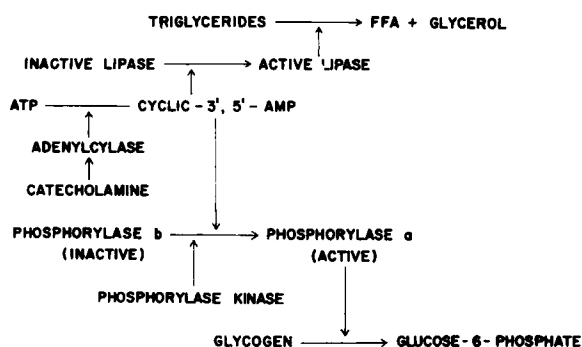 TRIGLYCERIDES FFA + GLYCEROL
INACTIVE LIPASE ACTIVE LIPASE
ATP CYCLIC-3', 5'- AMP
ADENYLCYLASE
CATECHOLAMINE
PHOSPHORYLASE b PHOSPHORYLASE a
(INACTIVE) (ACTIVE)
PHOSPHORYLASE KINASE
GLYCOGEN GLUCOSE-6-PHOSPHATE